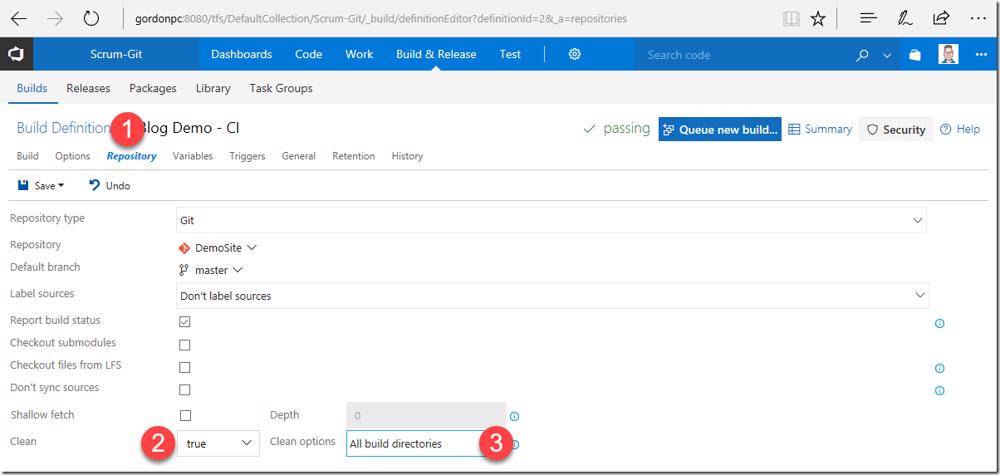 gordonpc:8080/tfs/DefaultCollection/Scrum-Git/_build/definitionEditor?definitionId=2&_a=repositories
Scrum-Git Dashboards Code Work Build & Release Test Search code
Builds Releases Packages Library Task Groups
Build Definition 1 Blog Demo - CI passing Queue new build... Summary Security Help
Build Options Repository Variables Triggers General Retention History
Save Undo
Repository type Git
Repository DemoSite
Default branch master
Label sources Don't label sources
Report build status
Checkout submodules
Checkout files from LFS
Don't sync sources
Shallow fetch Depth 0
Clean 2 true Clean options All build directories 3